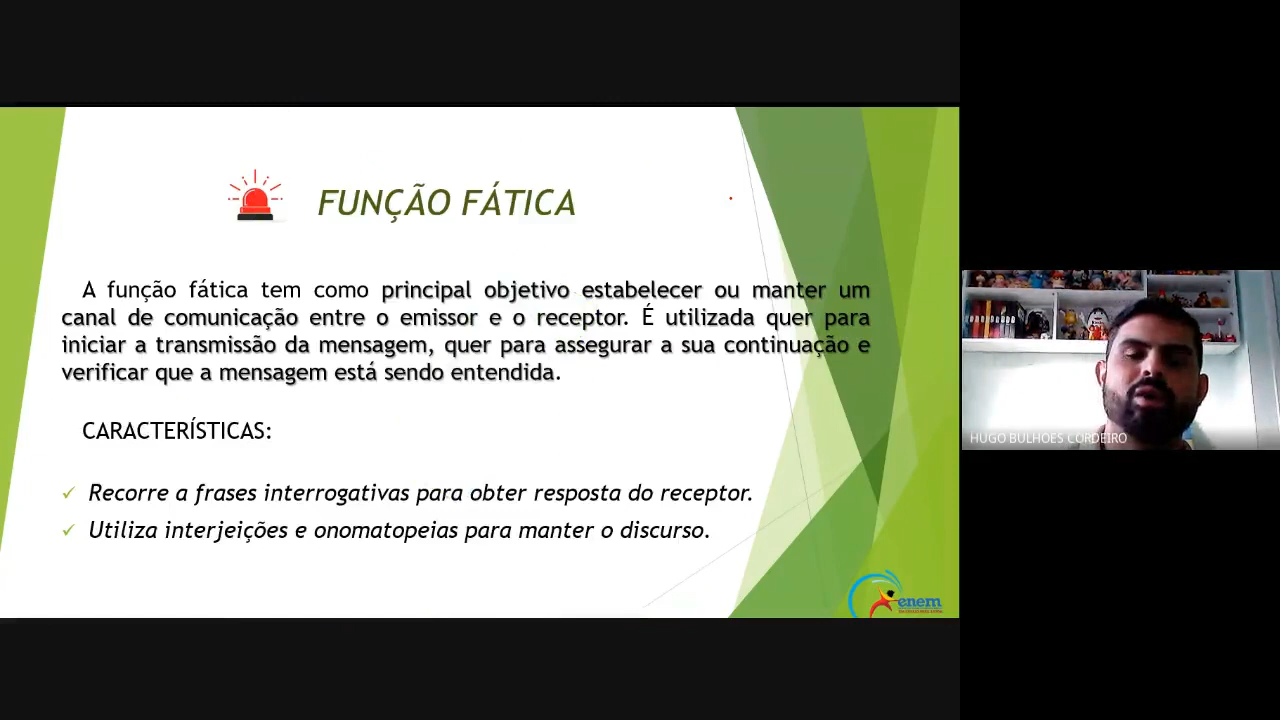 FUNÇÃO FÁTICA
A função fática tem como principal objetivo estabelecer ou manter um
canal de comunicação entre o emissor e o receptor. É utilizada quer para
iniciar a transmissão da mensagem, quer para assegurar a sua continuação e
verificar que a mensagem está sendo entendida.
CARACTERÍSTICAS:
Recorre a frases interrogativas para obter resposta do receptor.
Utiliza interjeições e onomatopeias para manter o discurso.
enem
HUGO BULHOES CORDEIRO